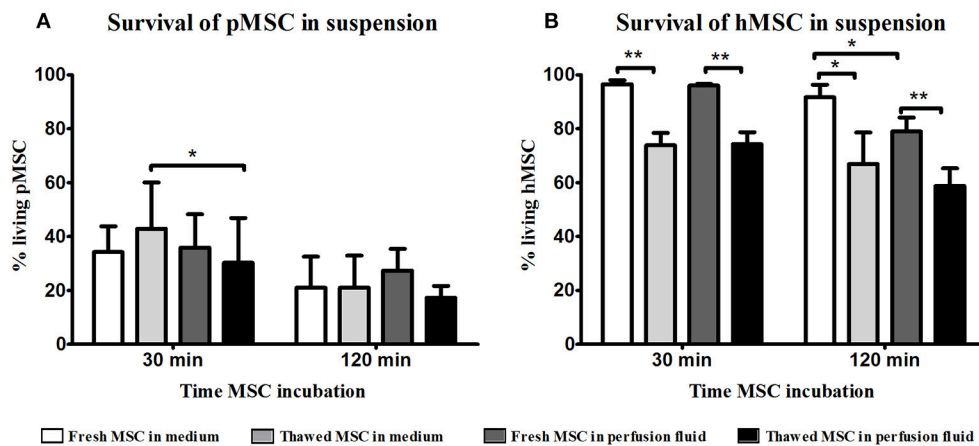 A Survival of pMSC in suspension
% living pMSC
100
80
60
40
20
0
*
30 min 120 min
Time MSC incubation
B Survival of hMSC in suspension
% living hMSC
100
80
60
40
20
0
** ** * * **
30 min 120 min
Time MSC incubation
Fresh MSC in medium Thawed MSC in medium Fresh MSC in perfusion fluid Thawed MSC in perfusion fluid